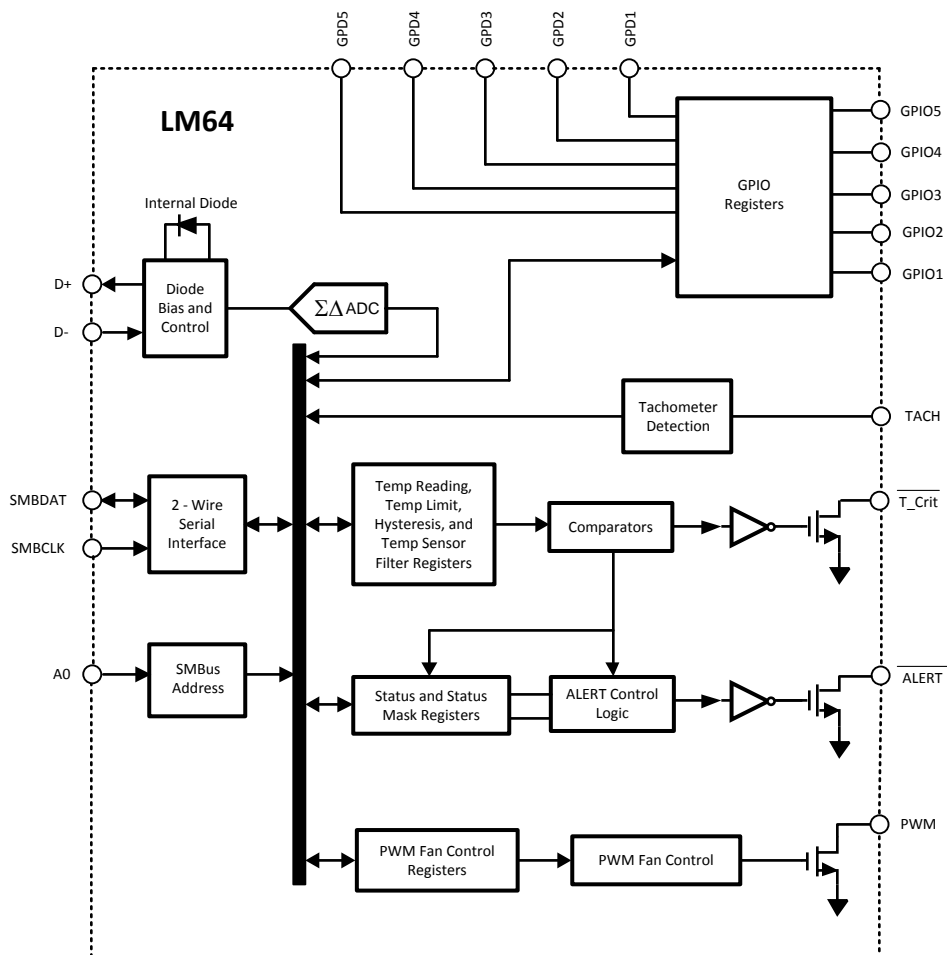 GPD5
GPD4
GPD3
GPD2
GPD1
LM64
GPIO5
GPIO4
GPIO
Registers
GPIO3
GPIO2
GPIO1
Internal Diode
D+
D-
Diode
Bias and
Control
ΣΔ ADC
Tachometer
Detection
TACH
SMBDAT
SMBCLK
2 - Wire
Serial
Interface
Temp Reading,
Temp Limit,
Hysteresis, and
Temp Sensor
Filter Registers
Comparators
T_Crit
A0
SMBus
Address
Status and Status
Mask Registers
ALERT Control
Logic
ALERT
PWM Fan Control
Registers
PWM Fan Control
PWM